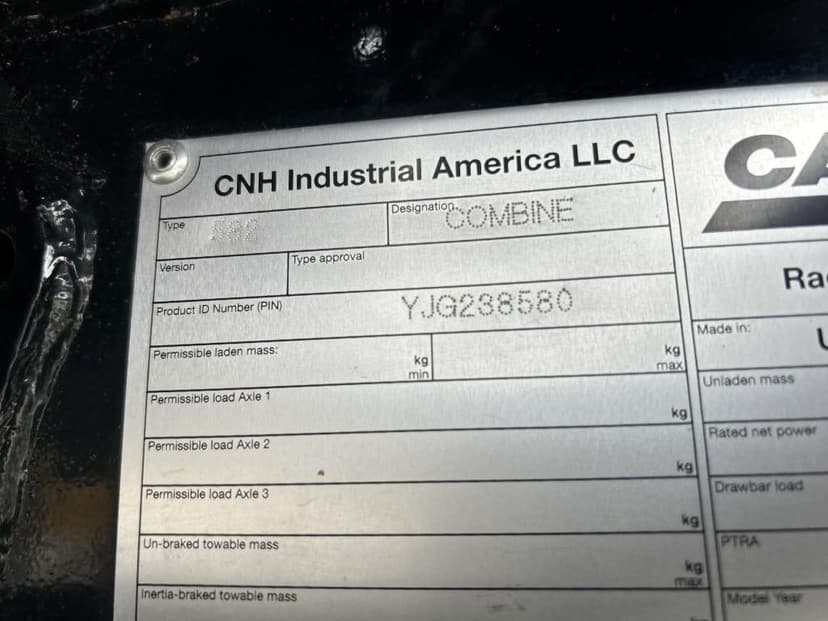 CNH Industrial America LLC
Type
Designation COMBINE
Version
Type approval
Product ID Number (PIN) YJG238580
Permissible laden mass: kg min kg max
Permissible load Axle 1 kg
Permissible load Axle 2 kg
Permissible load Axle 3 kg
Un-braked towable mass kg max
Inertia-braked towable mass
CA
Ra
Made in: U
Unladen mass
Rated net power
Drawbar load
PTRA
Model Year